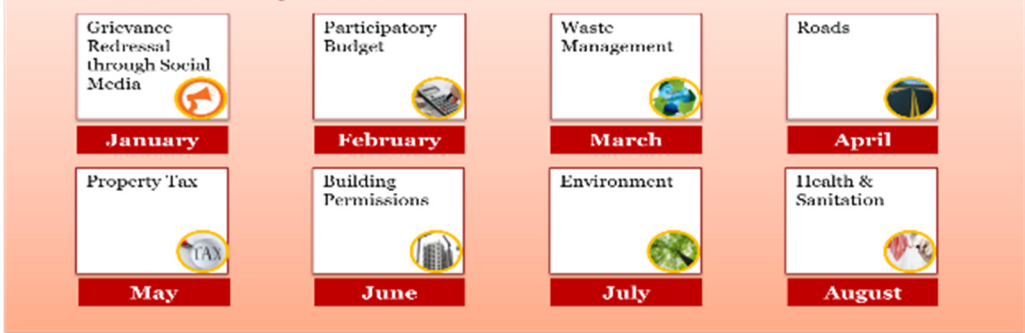 Grievance
Redressal
through Social
Media
January
Participatory
Budget
February
Waste
Management
March
Roads
April
Property Tax
TAX
May
Building
Permissions
June
Environment
July
Health &
Sanitation
August